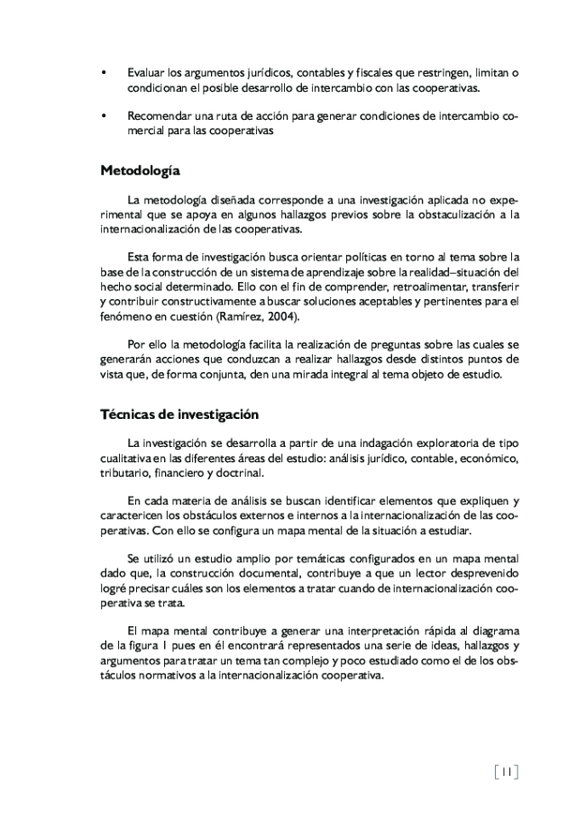 • Evaluar los argumentos jurídicos, contables y fiscales que restringen, limitan o
condicionan el posible desarrollo de intercambio con las cooperativas.
• Recomendar una ruta de acción para generar condiciones de intercambio co-
mercial para las cooperativas
Metodología
La metodología diseñada corresponde a una investigación aplicada no expe-
rimental que se apoya en algunos hallazgos previos sobre la obstaculización a la
internacionalización de las cooperativas.
Esta forma de investigación busca orientar políticas en torno al tema sobre la
base de la construcción de un sistema de aprendizaje sobre la realidad–situación del
hecho social determinado. Ello con el fin de comprender, retroalimentar, transferir
y contribuir constructivamente a buscar soluciones aceptables y pertinentes para el
fenómeno en cuestión (Ramírez, 2004).
Por ello la metodología facilita la realización de preguntas sobre las cuales se
generarán acciones que conduzcan a realizar hallazgos desde distintos puntos de
vista que, de forma conjunta, den una mirada integral al tema objeto de estudio.
Técnicas de investigación
La investigación se desarrolla a partir de una indagación exploratoria de tipo
cualitativa en las diferentes áreas del estudio: análisis jurídico, contable, económico,
tributario, financiero y doctrinal.
En cada materia de análisis se buscan identificar elementos que expliquen y
caractericen los obstáculos externos e internos a la internacionalización de las coo-
perativas. Con ello se configura un mapa mental de la situación a estudiar.
Se utilizó un estudio amplio por temáticas configurados en un mapa mental
dado que, la construcción documental, contribuye a que un lector desprevenido
logré precisar cuáles son los elementos a tratar cuando de internacionalización coo-
perativa se trata.
El mapa mental contribuye a generar una interpretación rápida al diagrama
de la figura 1 pues en él encontrará representados una serie de ideas, hallazgos y
argumentos para tratar un tema tan complejo y poco estudiado como el de los obs-
táculos normativos a la internacionalización cooperativa.
[ 11 ]